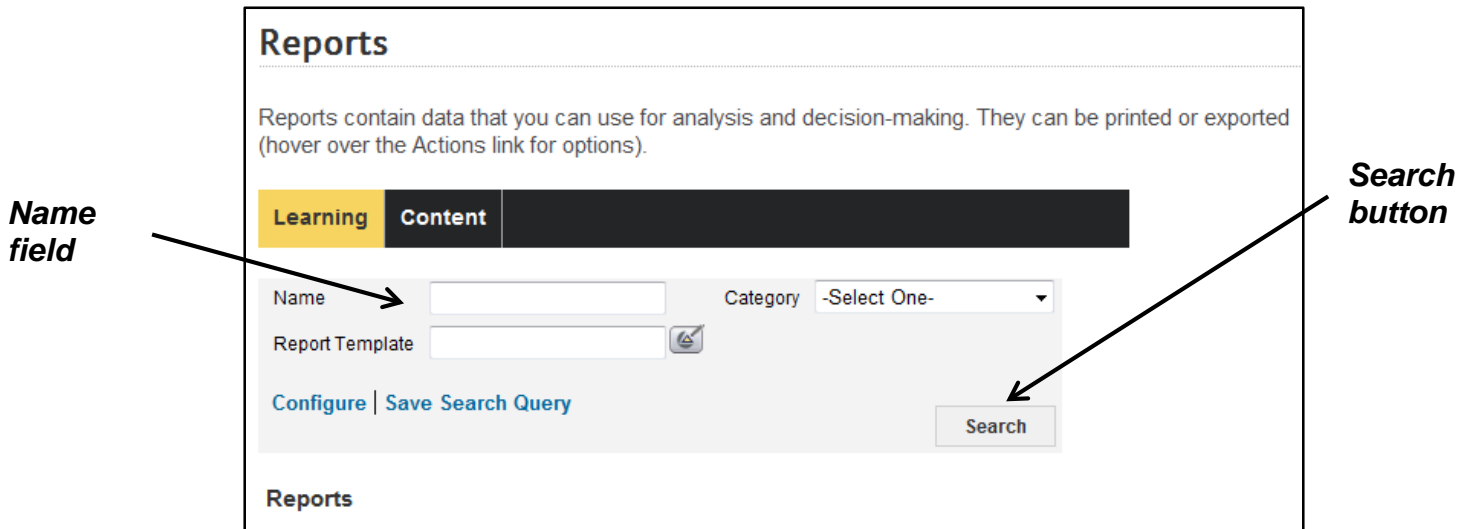 Reports
Reports contain data that you can use for analysis and decision-making. They can be printed or exported
(hover over the Actions link for options).
Name
field
Search
button
Learning Content
Name Category -Select One-
Report Template
Configure | Save Search Query
Search
Reports